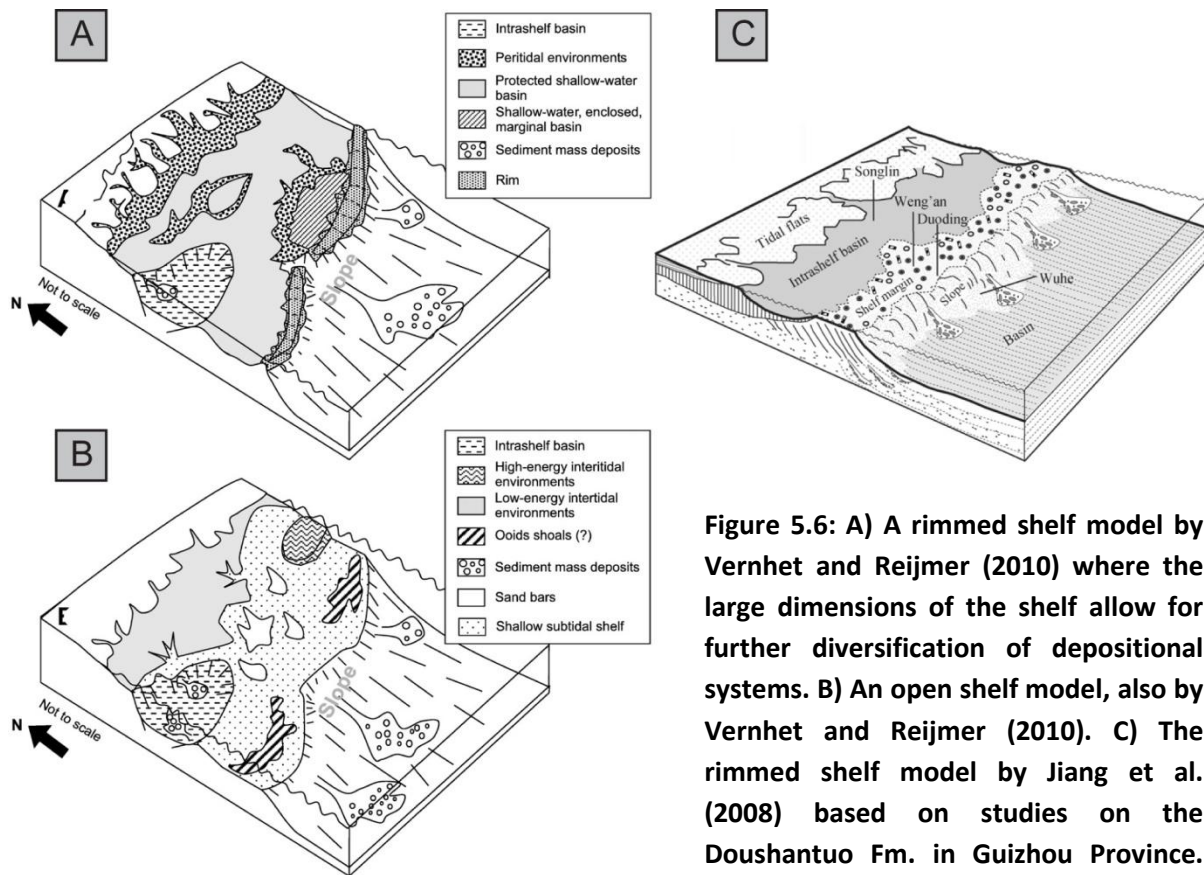 A
Intrashelf basin
Peritidal environments
Protected shallow-water
basin
Shallow-water, enclosed,
marginal basin
Sediment mass deposits
Rim
Slope
N
Not to scale
B
Intrashelf basin
High-energy interitidal
environments
Low-energy intertidal
environments
Ooids shoals (?)
Sediment mass deposits
Sand bars
Shallow subtidal shelf
Slope
N
Not to scale
C
Songlin
Weng'an
Duoding
Tidal flats
Intrashelf basin
Shelf margin
Slope
Wuhe
Basin
Figure 5.6: A) A rimmed shelf model by
Vernhet and Reijmer (2010) where the
large dimensions of the shelf allow for
further diversification of depositional
systems. B) An open shelf model, also by
Vernhet and Reijmer (2010). C) The
rimmed shelf model by Jiang et al.
(2008) based on studies on the
Doushantuo Fm. in Guizhou Province.